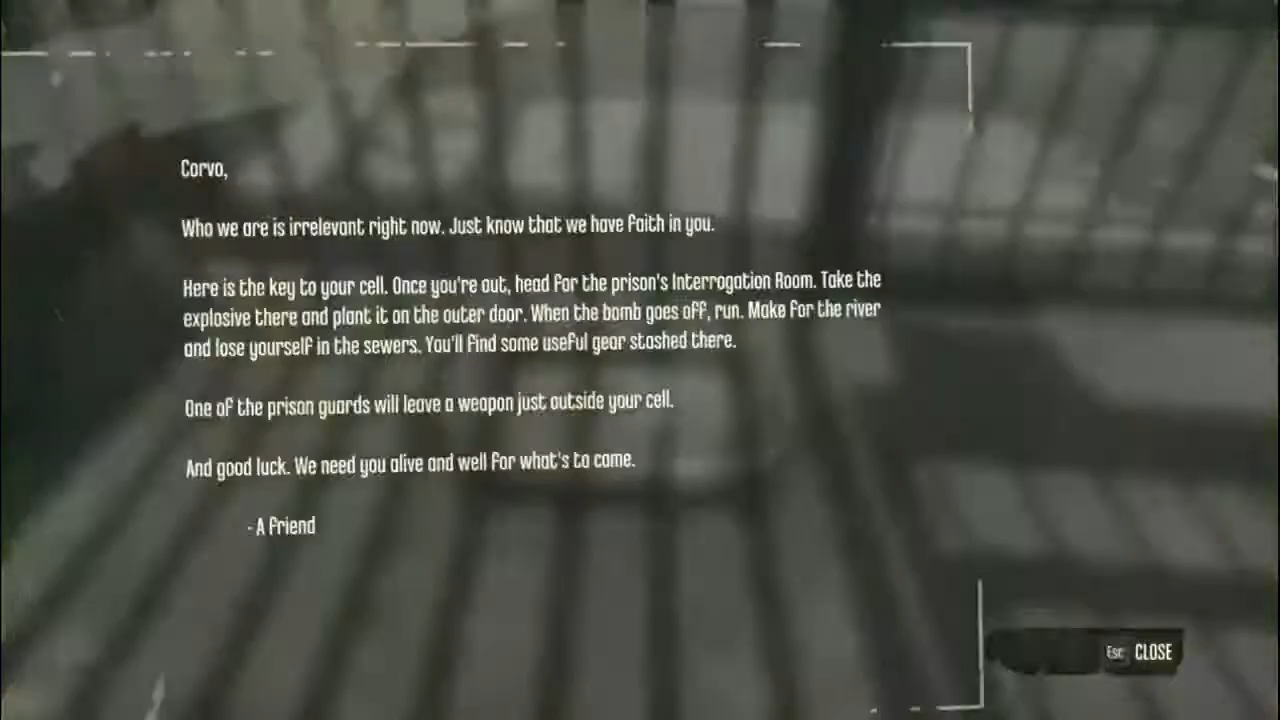 Corvo,
Who we are is irrelevant right now. Just know that we have faith in you.
Here is the key to your cell. Once you're out, head for the prison's Interrogation Room. Take the
explosive there and plant it on the outer door. When the bomb goes off, run. Make for the river
and lose yourself in the sewers. You'll find some useful gear stashed there.
One of the prison guards will leave a weapon just outside your cell.
And good luck. We need you alive and well for what's to come.
- A friend
Esc CLOSE